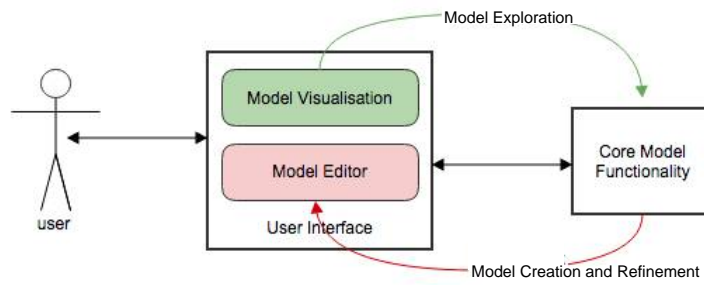 Model Exploration
Model Visualisation
Core Model
Functionality
Model Editor
user
User Interface
Model Creation and Refinement